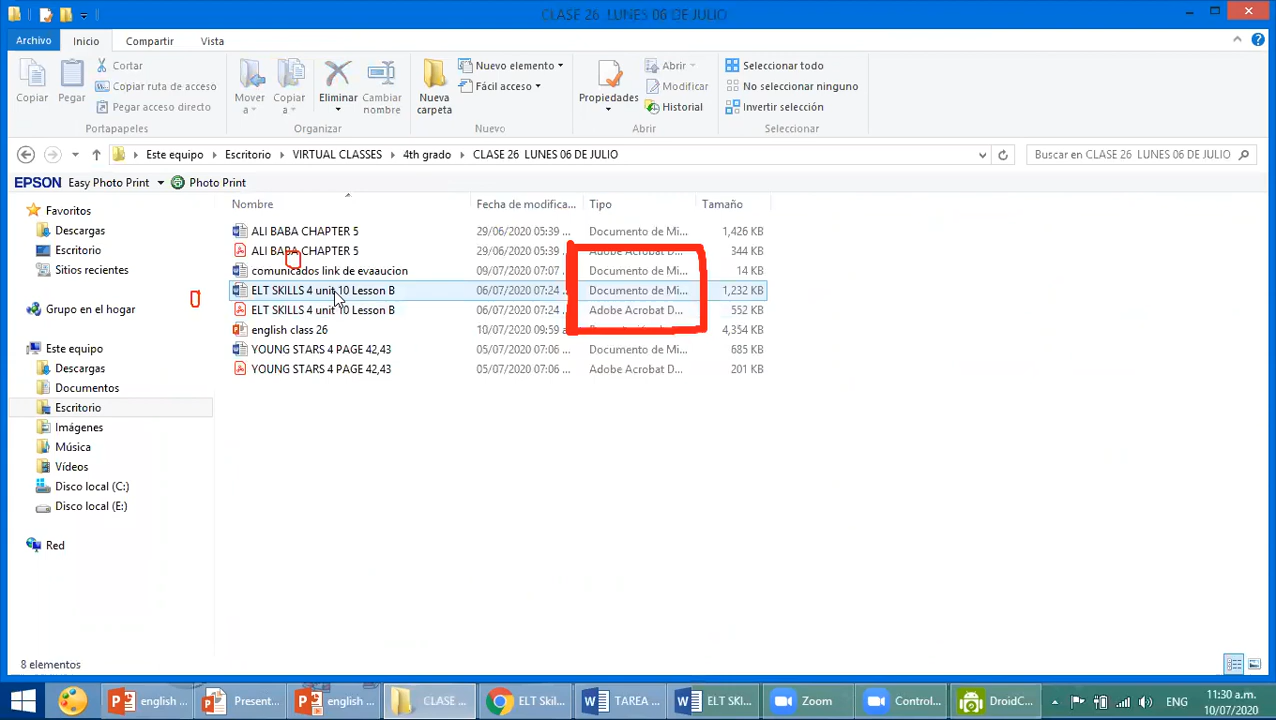 CLASE 26 LUNES 06 DE JULIO
Archivo Inicio Compartir Vista
Copiar Pegar Cortar Copiar ruta de acceso Pegar acceso directo
Mover a Copiar a Eliminar Cambiar nombre
Nueva carpeta Nuevo elemento Fácil acceso
Propiedades Abrir Modificar Historial
Seleccionar todo No seleccionar ninguno Invertir selección
Portapapeles Organizar Nuevo Abrir Seleccionar
Este equipo Escritorio VIRTUAL CLASSES 4th grado CLASE 26 LUNES 06 DE JULIO Buscar en CLASE 26 LUNES 06 DE JULIO
EPSON Easy Photo Print Photo Print
Favoritos
Descargas
Escritorio
Sitios recientes
Grupo en el hogar
Este equipo
Descargas
Documentos
Escritorio
Imágenes
Música
Vídeos
Disco local (C:)
Disco local (E:)
Red
Nombre Fecha de modifica... Tipo Tamaño
ALI BABA CHAPTER 5 29/06/2020 05:39 ... Documento de Mi... 1,426 KB
ALI BABA CHAPTER 5 29/06/2020 05:39 ... Adobe Acrobat D... 344 KB
comunicados link de evaaucion 09/07/2020 07:07 ... Documento de Mi... 14 KB
ELT SKILLS 4 unit 10 Lesson B 06/07/2020 07:24 ... Documento de Mi... 1,232 KB
ELT SKILLS 4 unit 10 Lesson B 06/07/2020 07:24 ... Adobe Acrobat D... 552 KB
english class 26 10/07/2020 09:59 a... 4,354 KB
YOUNG STARS 4 PAGE 42,43 05/07/2020 07:06 ... Documento de Mi... 685 KB
YOUNG STARS 4 PAGE 42,43 05/07/2020 07:06 ... Adobe Acrobat D... 201 KB
8 elementos
english ... Present... english ... CLASE ... ELT Skil... TAREA ... ELT SKI... Zoom Control... DroidC... ENG 11:30 a.m.
10/07/2020